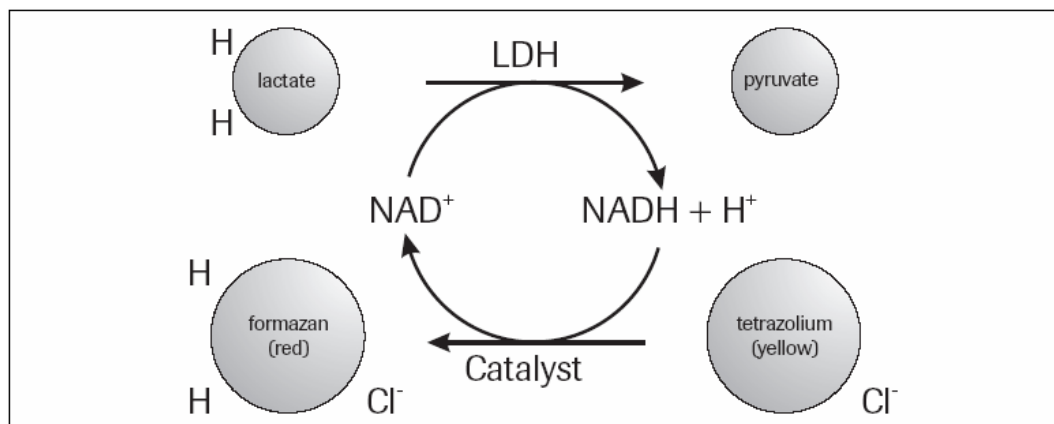 H
LDH
lactate
pyruvate
H
NAD⁺
NADH + H⁺
H
formazan
(red)
tetrazolium
(yellow)
Catalyst
H
Cl⁻
Cl⁻